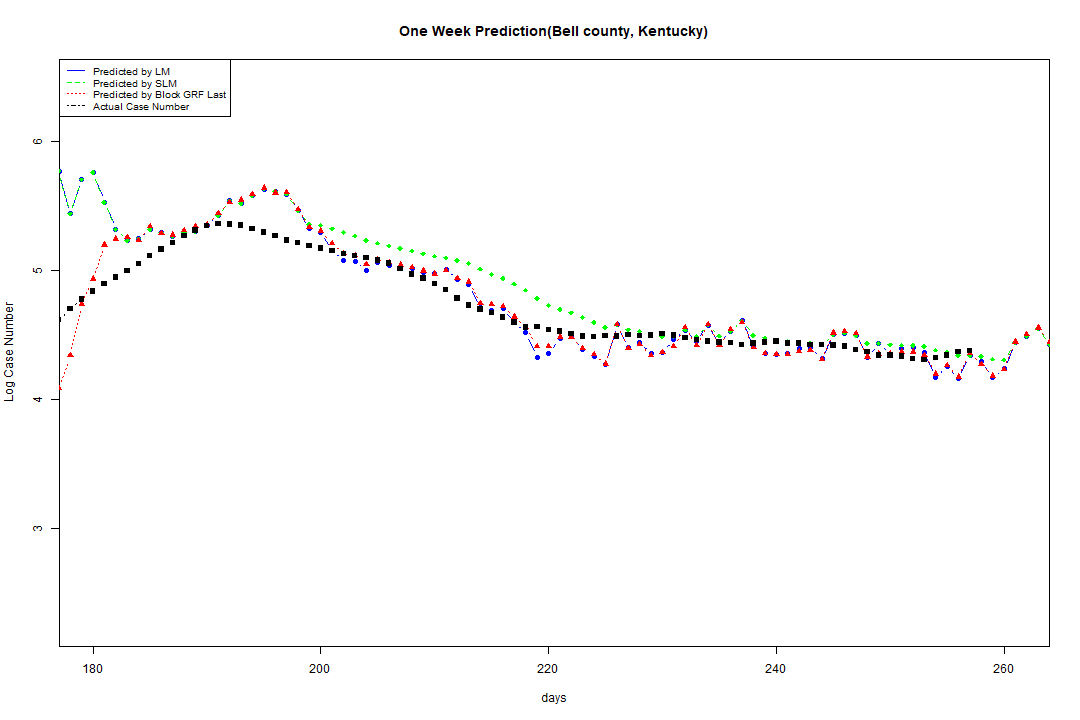 One Week Prediction(Bell county, Kentucky)
Predicted by LM
Predicted by SLM
Predicted by Block GRF Last
Actual Case Number
Log Case Number
6
5
4
3
180 200 220 240 260
days